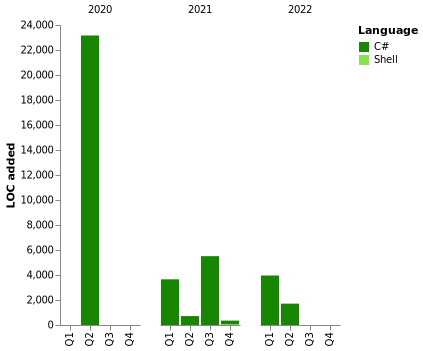 2020 2021 2022
Language
C#
Shell
LOC added
24,000
22,000
20,000
18,000
16,000
14,000
12,000
10,000
8,000
6,000
4,000
2,000
0
Q1 Q2 Q3 Q4 Q1 Q2 Q3 Q4 Q1 Q2 Q3 Q4